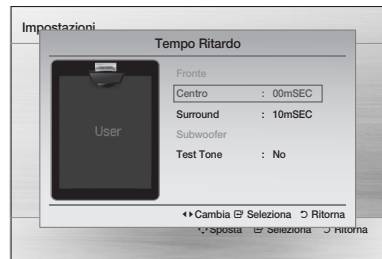 Impostazioni
Tempo Ritardo
User
Fronte
Centro : 00mSEC
Surround : 10mSEC
Subwoofer
Test Tone : No
Cambia Seleziona Ritorna
Sposta Seleziona Ritorna